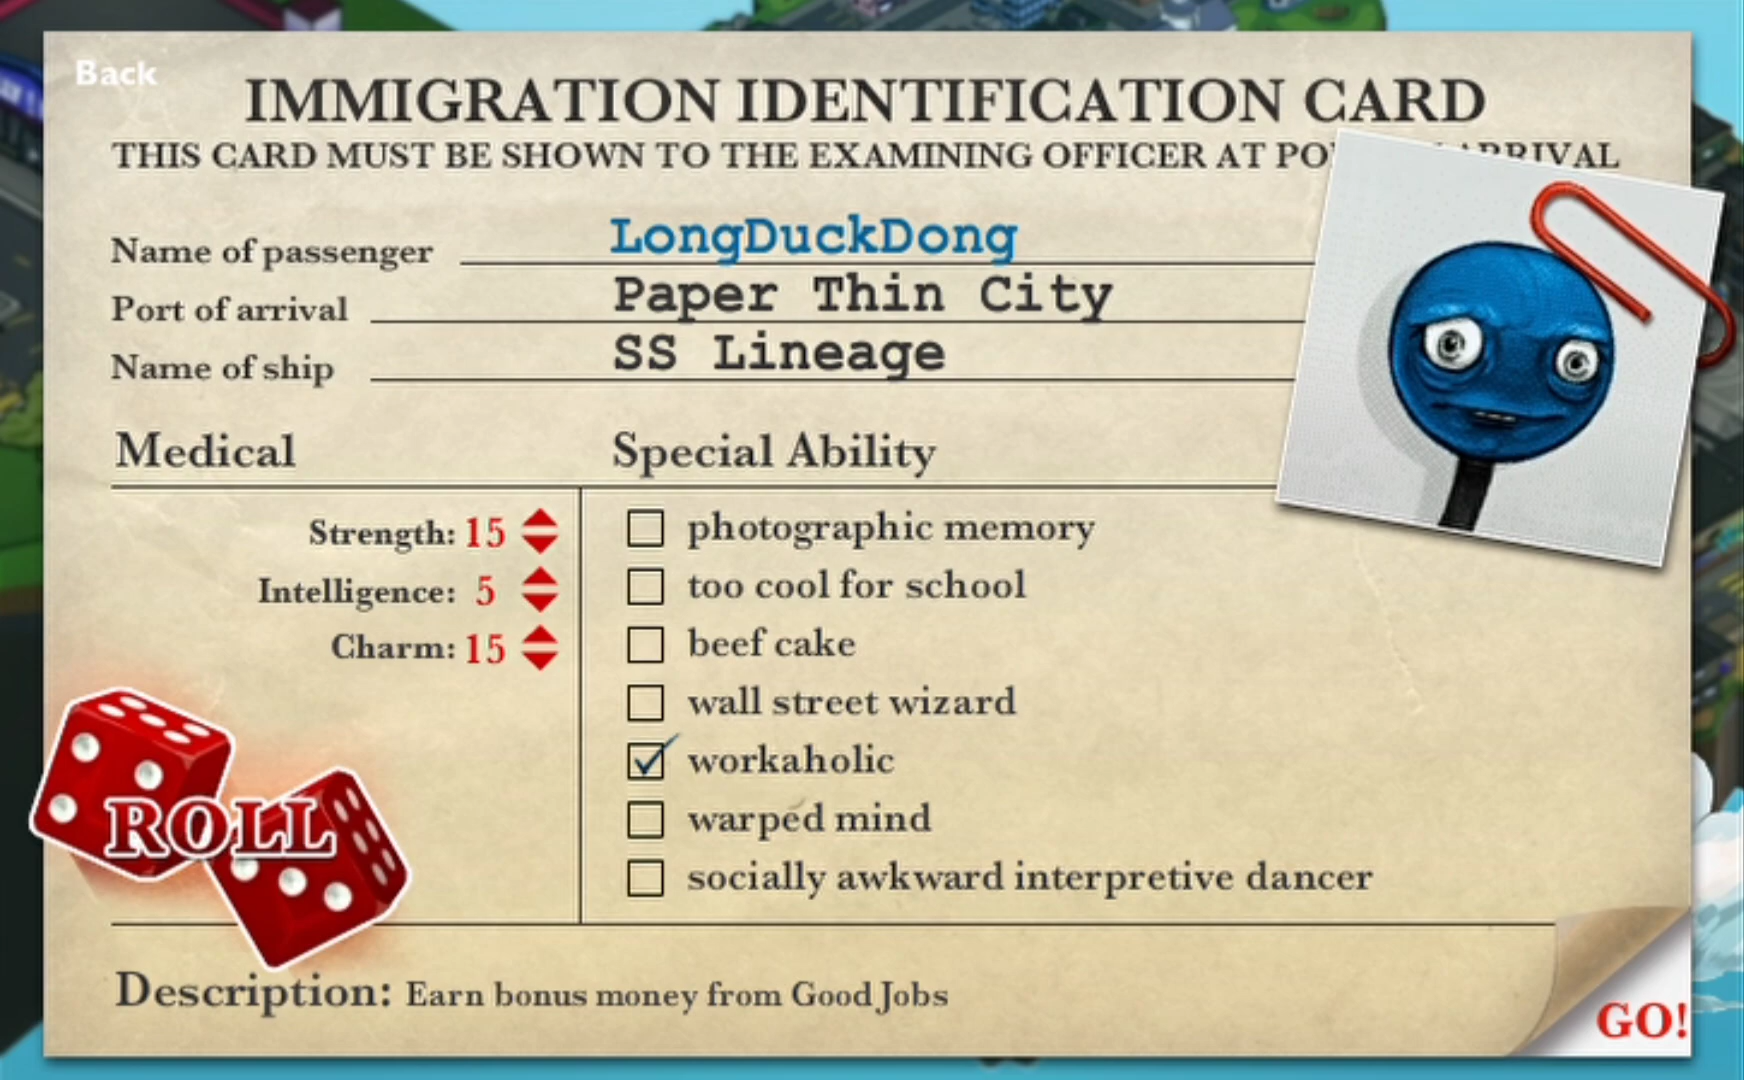 Back
IMMIGRATION IDENTIFICATION CARD
THIS CARD MUST BE SHOWN TO THE EXAMINING OFFICER AT
Name of passenger LongDuckDong
Port of arrival Paper Thin City
Name of ship SS Lineage
Medical
Strength: 15
Intelligence: 5
Charm: 15
ROLL
Special Ability
photographic memory
too cool for school
beef cake
wall street wizard
workaholic
warped mind
socially awkward interpretive dancer
Description: Earn bonus money from Good Jobs
GO!